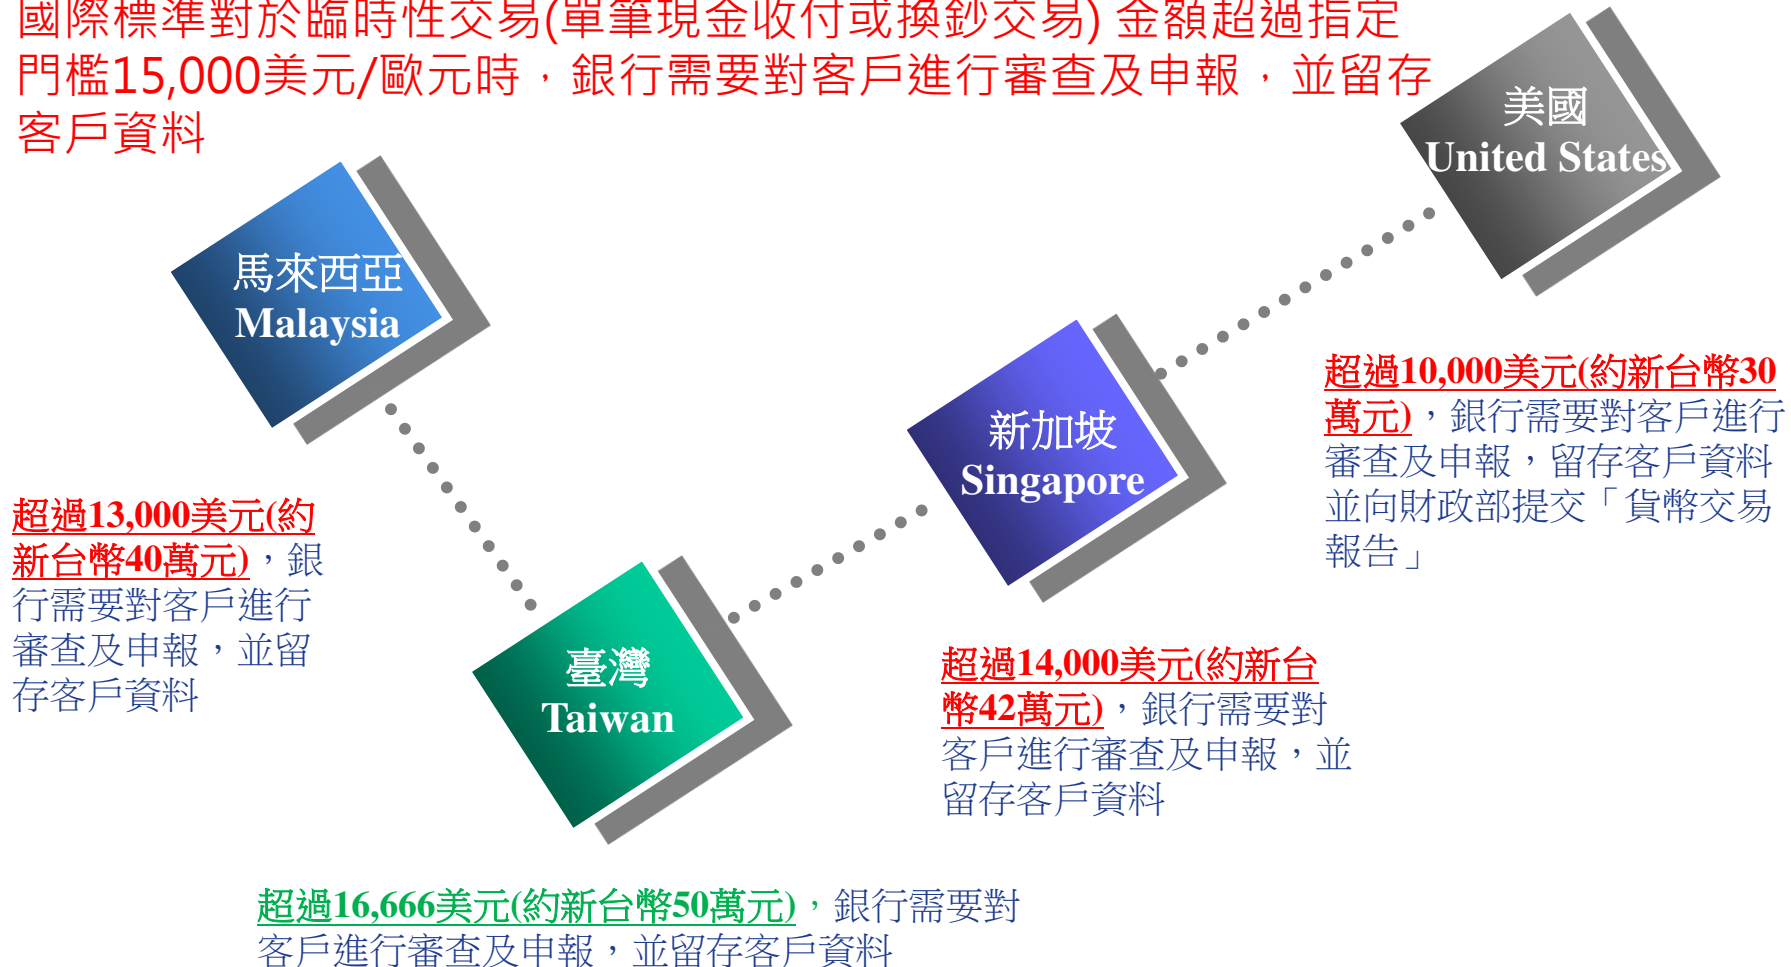 國際標準對於臨時性交易(單筆現金收付或換鈔交易) 金額超過指定
門檻15,000美元/歐元時，銀行需要對客戶進行審查及申報，並留存
客戶資料
美國
United States
馬來西亞
Malaysia
新加坡
Singapore
臺灣
Taiwan
超過10,000美元(約新台幣30
萬元)，銀行需要對客戶進行
審查及申報，留存客戶資料
並向財政部提交「貨幣交易
報告」
超過13,000美元(約
新台幣40萬元)，銀
行需要對客戶進行
審查及申報，並留
存客戶資料
超過14,000美元(約新台
幣42萬元)，銀行需要對
客戶進行審查及申報，並
留存客戶資料
超過16,666美元(約新台幣50萬元)，銀行需要對
客戶進行審查及申報，並留存客戶資料